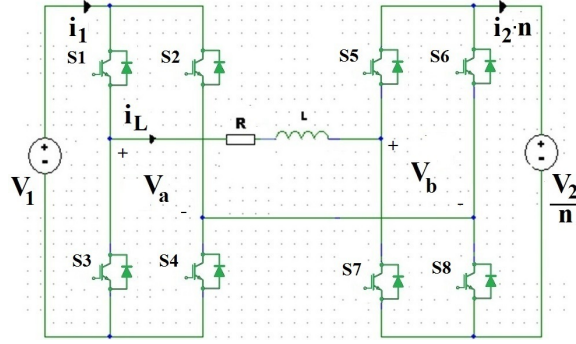 i1
i2·n
S1
S2
S5
S6
iL
R
L
+
-
V1
+
Va
-
+
Vb
-
+
-
V2
n
S3
S4
S7
S8